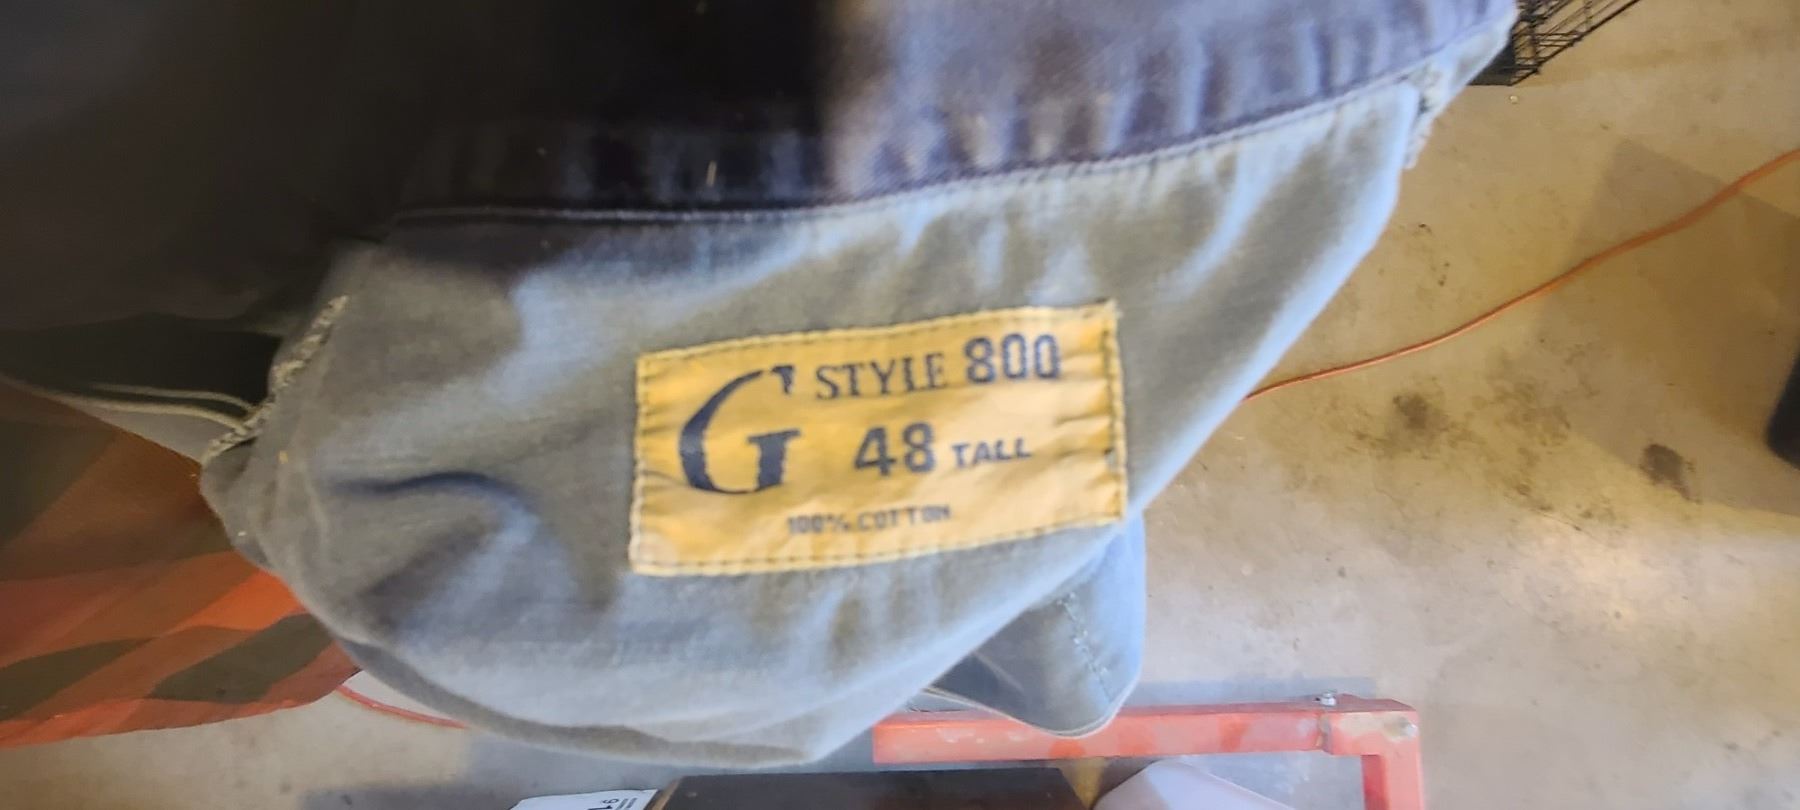 G STYLE 800
48 TALL
100% COTTON